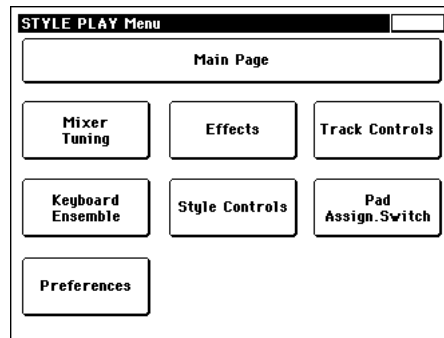 STYLE PLAY Menu
Main Page
Mixer
Tuning
Effects
Track Controls
Keyboard
Ensemble
Style Controls
Pad
Assign.Switch
Preferences